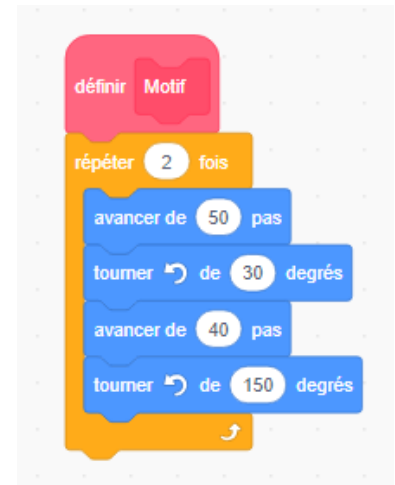 définir Motif
répéter 2 fois
avancer de 50 pas
tourner de 30 degrés
avancer de 40 pas
tourner de 150 degrés